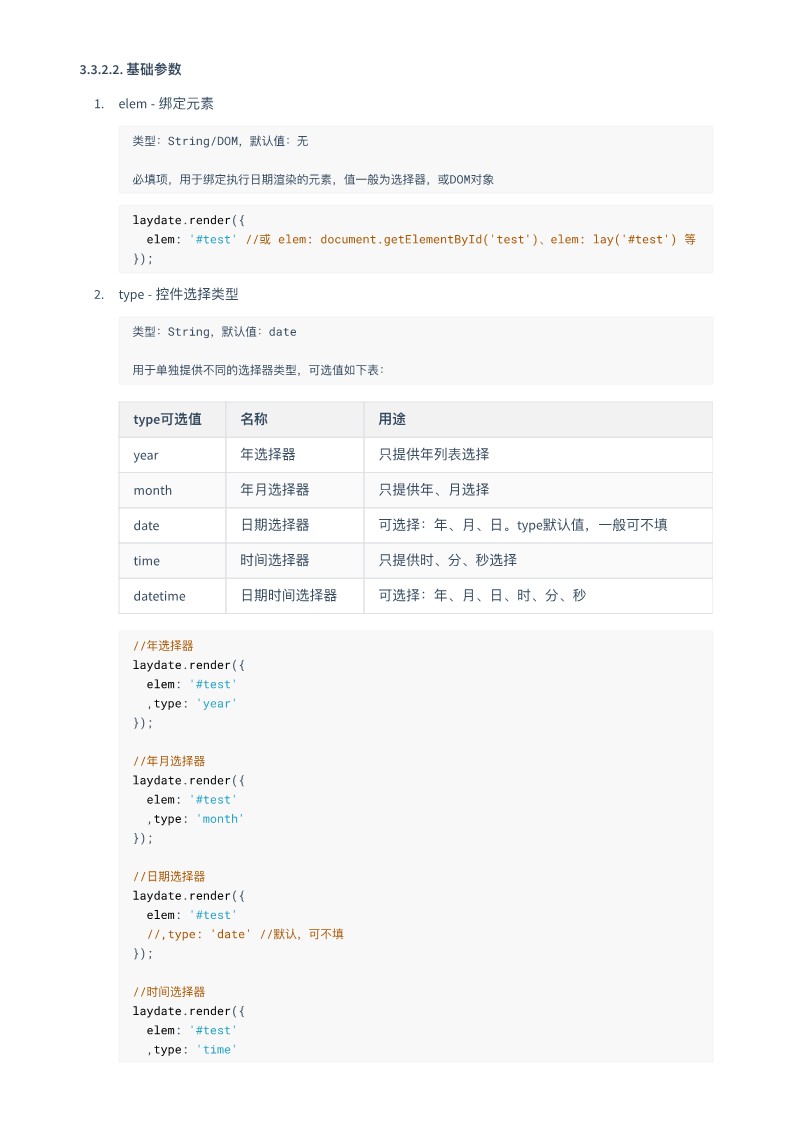 3.3.2.2. 基础参数
1. elem - 绑定元素
类型：String/DOM，默认值：无
必填项，用于绑定执行日期渲染的元素，值一般为选择器，或DOM对象
laydate.render({
  elem: '#test' //或 elem: document.getElementById('test')、elem: lay('#test') 等
});
2. type - 控件选择类型
类型：String，默认值：date
用于单独提供不同的选择器类型，可选值如下表：
type可选值 名称 用途
year 年选择器 只提供年列表选择
month 年月选择器 只提供年、月选择
date 日期选择器 可选择：年、月、日。type默认值，一般可不填
time 时间选择器 只提供时、分、秒选择
datetime 日期时间选择器 可选择：年、月、日、时、分、秒
//年选择器
laydate.render({
  elem: '#test'
  ,type: 'year'
});
//年月选择器
laydate.render({
  elem: '#test'
  ,type: 'month'
});
//日期选择器
laydate.render({
  elem: '#test'
  //,type: 'date' //默认，可不填
});
//时间选择器
laydate.render({
  elem: '#test'
  ,type: 'time'